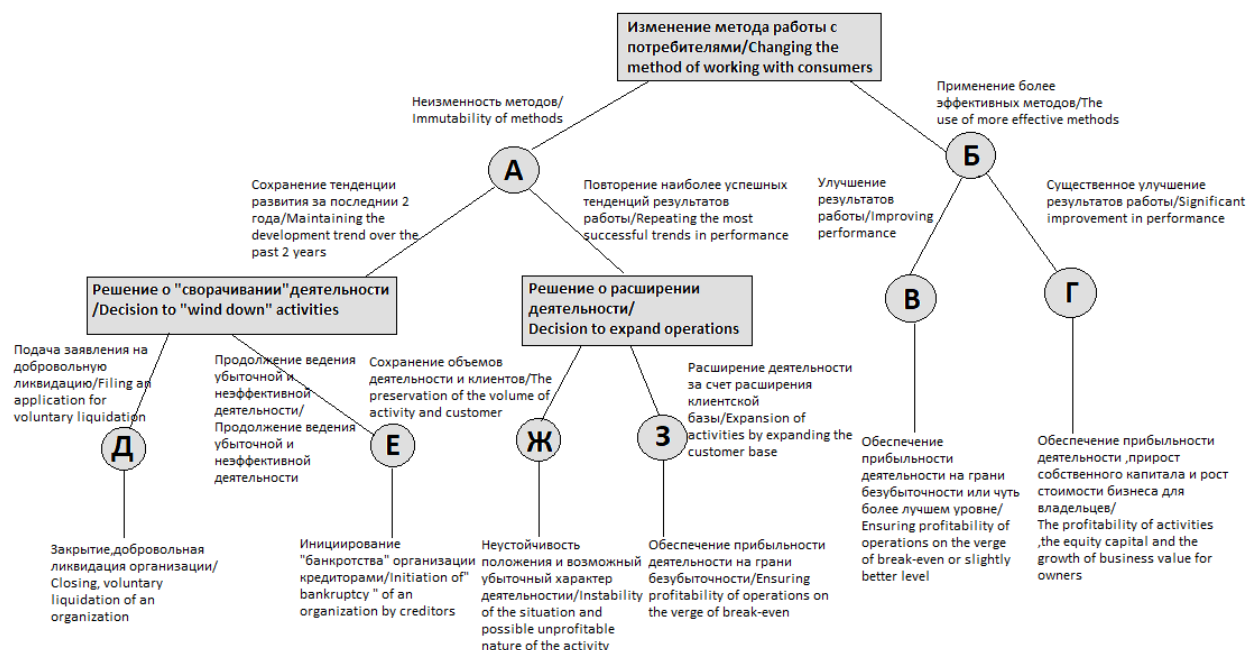 Изменение метода работы с
потребителями/Changing the
method of working with consumers
Неизменность методов/
Immutability of methods
Применение более
эффективных методов/The
use of more effective methods
А
Б
Сохранение тенденции
развития за последнии 2
года/Maintaining the
development trend over the
past 2 years
Повторение наиболее успешных
тенденций результатов
работы/Repeating the most
successful trends in performance
Улучшение
результатов
работы/Improving
performance
Существенное улучшение
результатов работы/Significant
improvement in performance
Решение о "сворачивании"деятельности
/Decision to "wind down" activities
Решение о расширении
деятельности/
Decision to expand operations
В
Г
Подача заявления на
добровольную
ликвидацию/Filing an
application for
voluntary liquidation
Продолжение ведения
убыточной и
неэффективной
деятельности/
Продолжение ведения
убыточной и
неэффективной
деятельности
Сохранение объемов
деятельности и клиентов/The
preservation of the volume of
activity and customer
Расширение деятельности
за счет расширения
клиентской
базы/Expansion of
activities by expanding the
customer base
Д
Е
Ж
З
Закрытие,добровольная
ликвидация организации/
Closing, voluntary
liquidation of an
organization
Инициирование
"банкротства" организации
кредиторами/Initiation of"
bankruptcy " of an
organization by creditors
Неустойчивость
положения и возможный
убыточный характер
деятельностии/Instability
of the situation and
possible unprofitable
nature of the activity
Обеспечение прибыльности
деятельности на грани
безубыточности/Ensuring
profitability of operations on
the verge of break-even
Обеспечение
прибыльности
деятельности на грани
безубыточности или чуть
более лучшем уровне/
Ensuring profitability of
operations on the verge
of break-even or slightly
better level
Обеспечение прибыльности
деятельности ,прирост
собственного капитала и рост
стоимости бизнеса для
владельцев/
The profitability of activities
,the equity capital and the
growth of business value for
owners